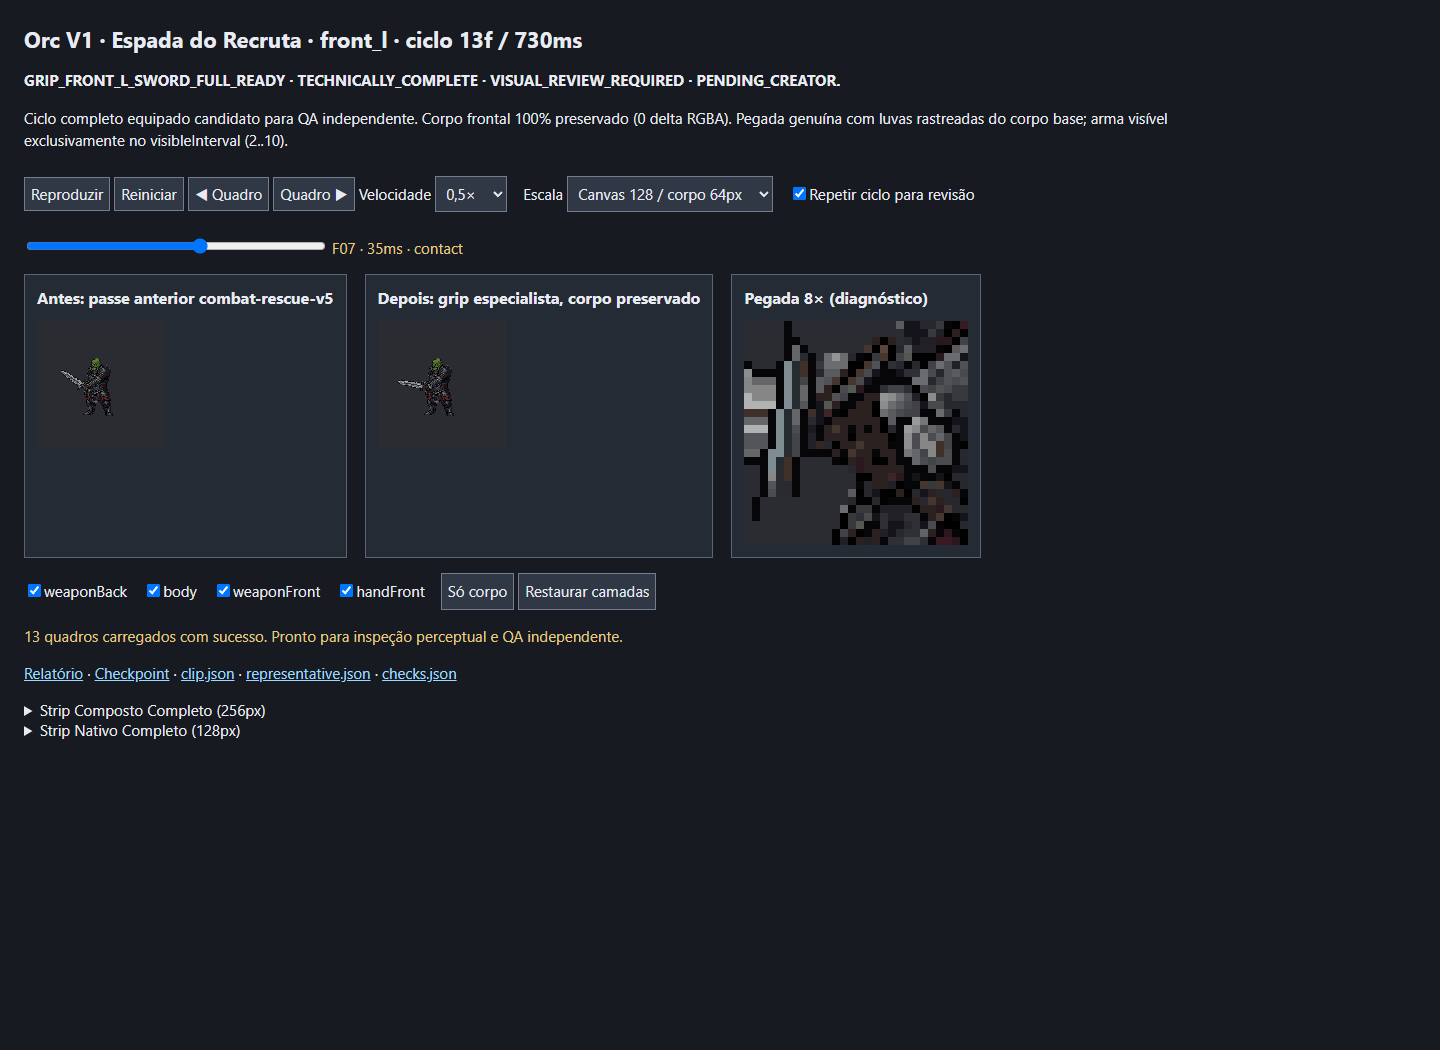 Orc V1 · Espada do Recruta · front_l · ciclo 13f / 730ms
GRIP_FRONT_L_SWORD_FULL_READY · TECHNICALLY_COMPLETE · VISUAL_REVIEW_REQUIRED · PENDING_CREATOR.
Ciclo completo equipado candidato para QA independente. Corpo frontal 100% preservado (0 delta RGBA). Pegada genuína com luvas rastreadas do corpo base; arma visível
exclusivamente no visibleInterval (2..10).
Reproduzir Reiniciar ◀ Quadro Quadro ▶ Velocidade 0,5× Escala Canvas 128 / corpo 64px Repetir ciclo para revisão
F07 · 35ms · contact
Antes: passe anterior combat-rescue-v5 Depois: grip especialista, corpo preservado Pegada 8× (diagnóstico)
weaponBack body weaponFront handFront Só corpo Restaurar camadas
13 quadros carregados com sucesso. Pronto para inspeção perceptual e QA independente.
Relatório · Checkpoint · clip.json · representative.json · checks.json
▶ Strip Composto Completo (256px)
▶ Strip Nativo Completo (128px)